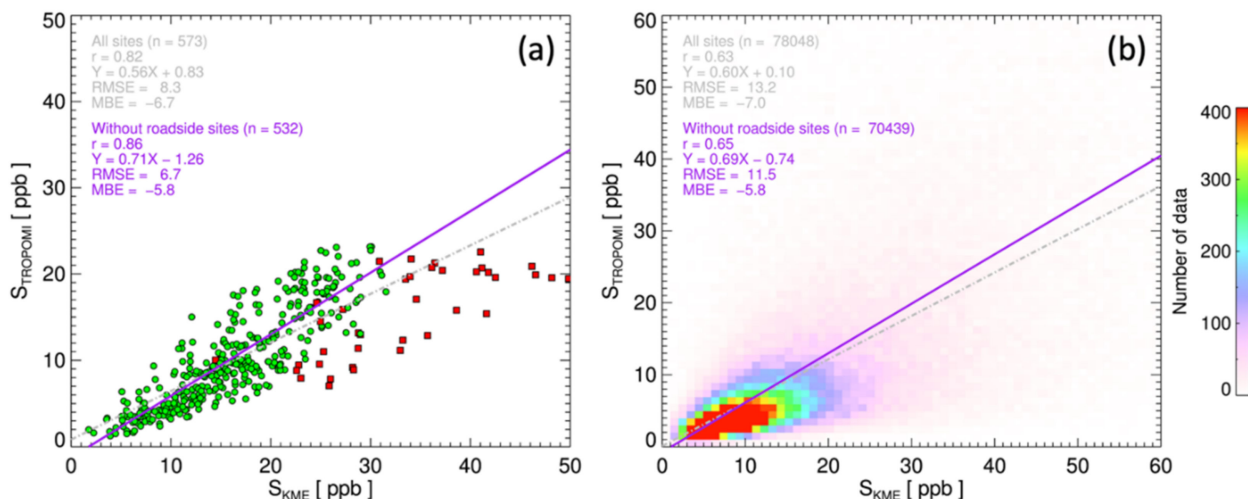 (a)
All sites (n = 573)
r = 0.82
Y = 0.56X + 0.83
RMSE = 8.3
MBE = −6.7
Without roadside sites (n = 532)
r = 0.86
Y = 0.71X − 1.26
RMSE = 6.7
MBE = −5.8
50
40
30
20
10
0
S_TROPOMI [ ppb ]
0 10 20 30 40 50
S_KME [ ppb ]
(b)
All sites (n = 78048)
r = 0.63
Y = 0.60X + 0.10
RMSE = 13.2
MBE = −7.0
Without roadside sites (n = 70439)
r = 0.65
Y = 0.69X − 0.74
RMSE = 11.5
MBE = −5.8
60
50
40
30
20
10
0
S_TROPOMI [ ppb ]
0 10 20 30 40 50 60
S_KME [ ppb ]
400
300
200
100
0
Number of data